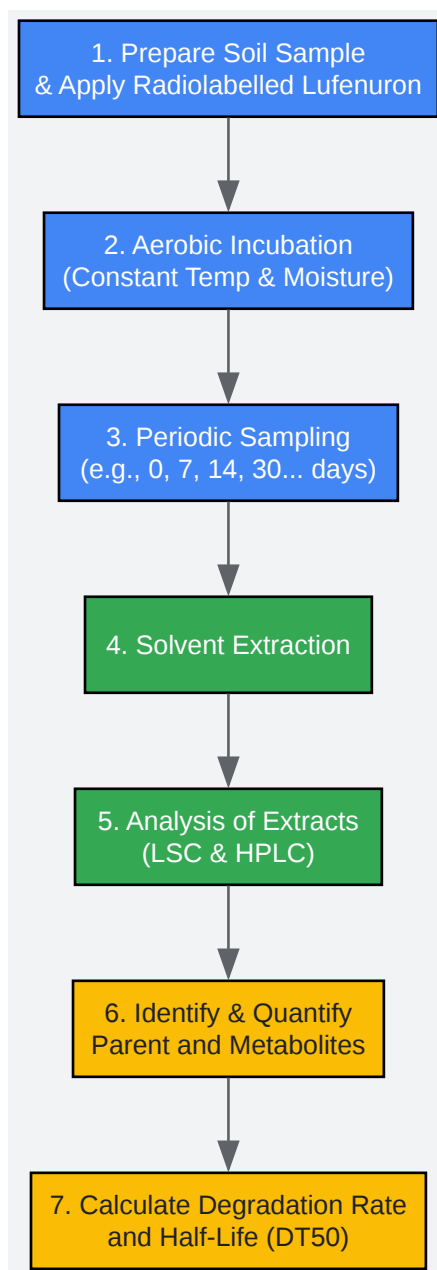 1. Prepare Soil Sample
& Apply Radiolabelled Lufenuron
2. Aerobic Incubation
(Constant Temp & Moisture)
3. Periodic Sampling
(e.g., 0, 7, 14, 30... days)
4. Solvent Extraction
5. Analysis of Extracts
(LSC & HPLC)
6. Identify & Quantify
Parent and Metabolites
7. Calculate Degradation Rate
and Half-Life (DT50)